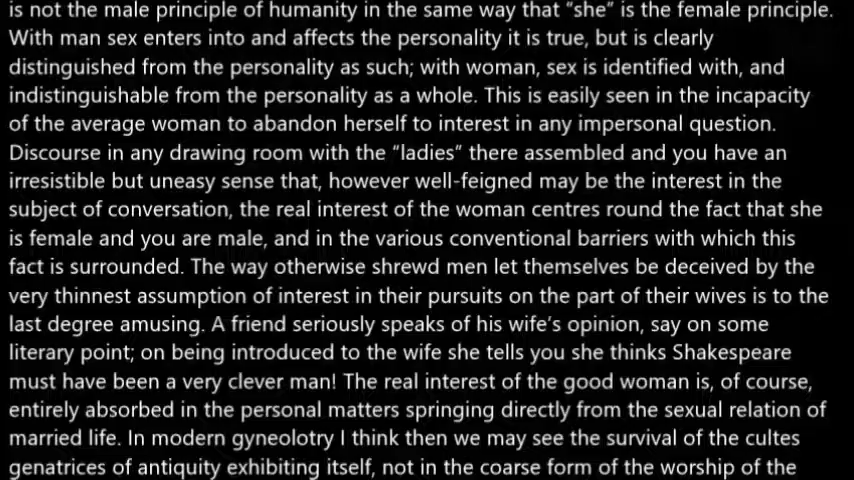 is not the male principle of humanity in the same way that “she” is the female principle.
With man sex enters into and affects the personality it is true, but is clearly
distinguished from the personality as such; with woman, sex is identified with, and
indistinguishable from the personality as a whole. This is easily seen in the incapacity
of the average woman to abandon herself to interest in any impersonal question.
Discourse in any drawing room with the “ladies” there assembled and you have an
irresistible but uneasy sense that, however well-feigned may be the interest in the
subject of conversation, the real interest of the woman centres round the fact that she
is female and you are male, and in the various conventional barriers with which this
fact is surrounded. The way otherwise shrewd men let themselves be deceived by the
very thinnest assumption of interest in their pursuits on the part of their wives is to the
last degree amusing. A friend seriously speaks of his wife’s opinion, say on some
literary point; on being introduced to the wife she tells you she thinks Shakespeare
must have been a very clever man! The real interest of the good woman is, of course,
entirely absorbed in the personal matters springing directly from the sexual relation of
married life. In modern gyneolotry I think then we may see the survival of the cultes
genatrices of antiquity exhibiting itself, not in the coarse form of the worship of the